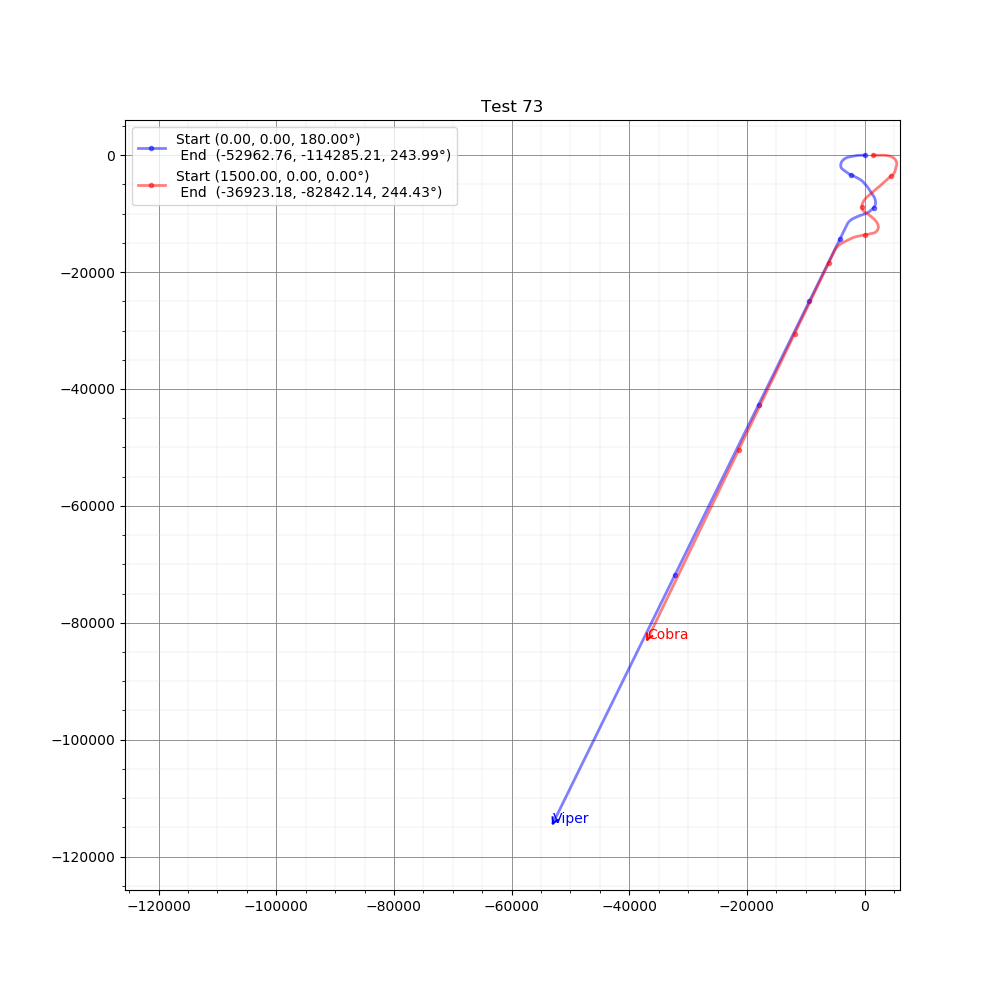 Test 73
Start (0.00, 0.00, 180.00°)
End (-52962.76, -114285.21, 243.99°)
Start (1500.00, 0.00, 0.00°)
End (-36923.18, -82842.14, 244.43°)
0
−20000
−40000
−60000
−80000
−100000
−120000
Cobra
Viper
−120000 −100000 −80000 −60000 −40000 −20000 0